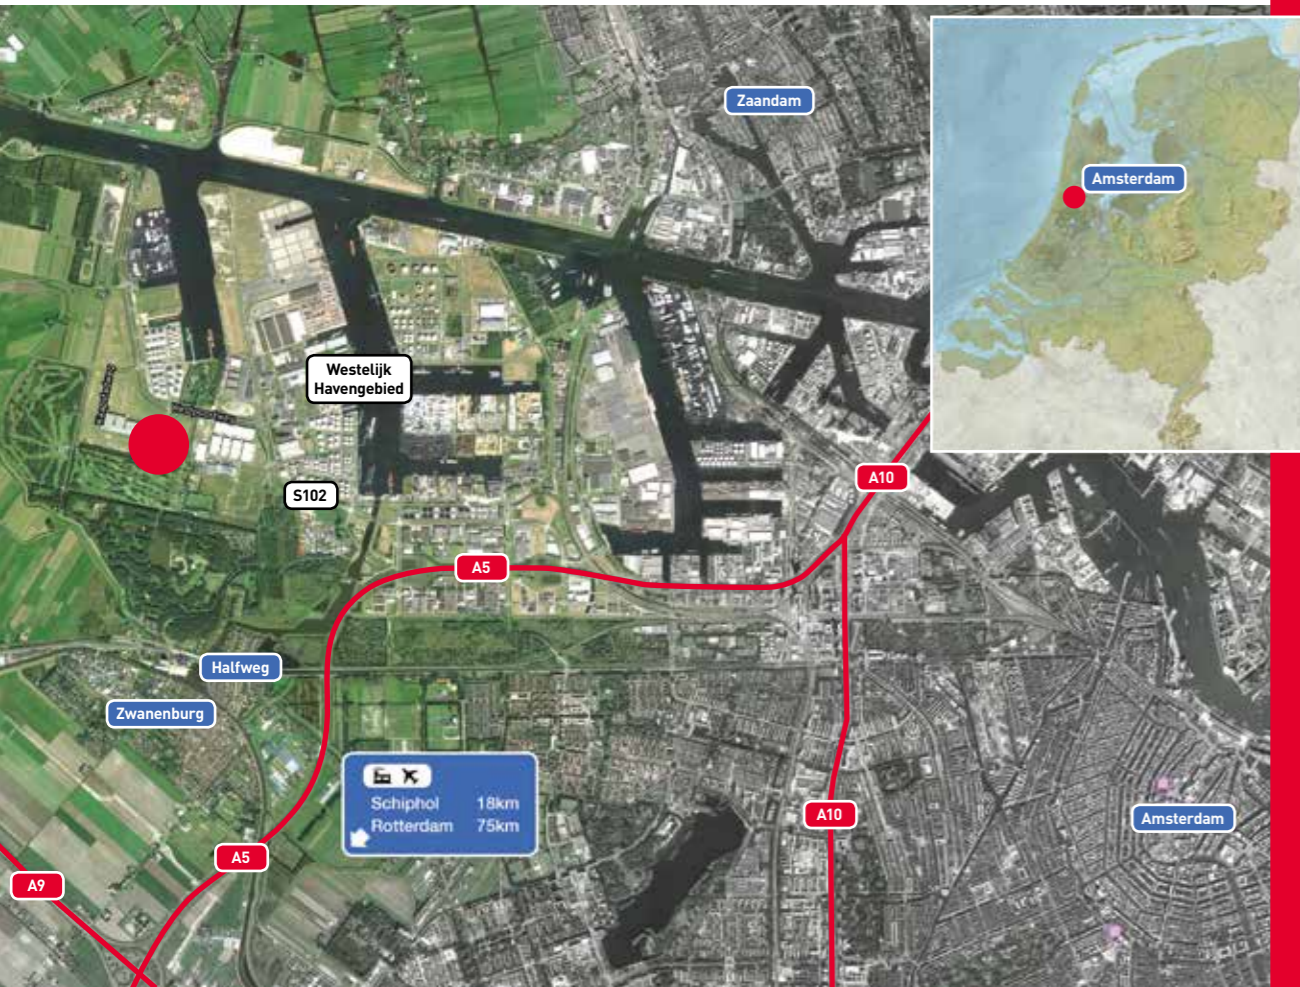 Zaandam
Amsterdam
Westelijk
Havengebied
S102
A10
A5
Halfweg
Zwanenburg
Schiphol 18km
Rotterdam 75km
A10
Amsterdam
A5
A9